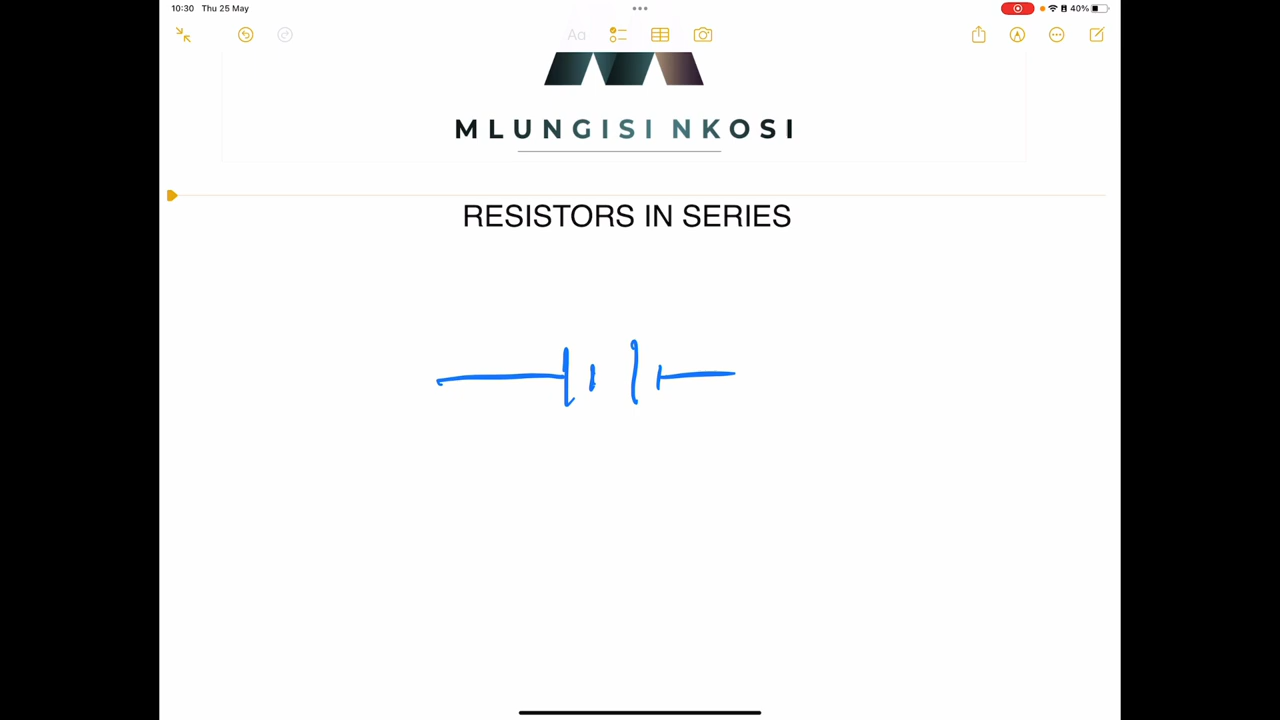 10:30 Thu 25 May
40%
Aa
MLUNGISI NKOSI
RESISTORS IN SERIES